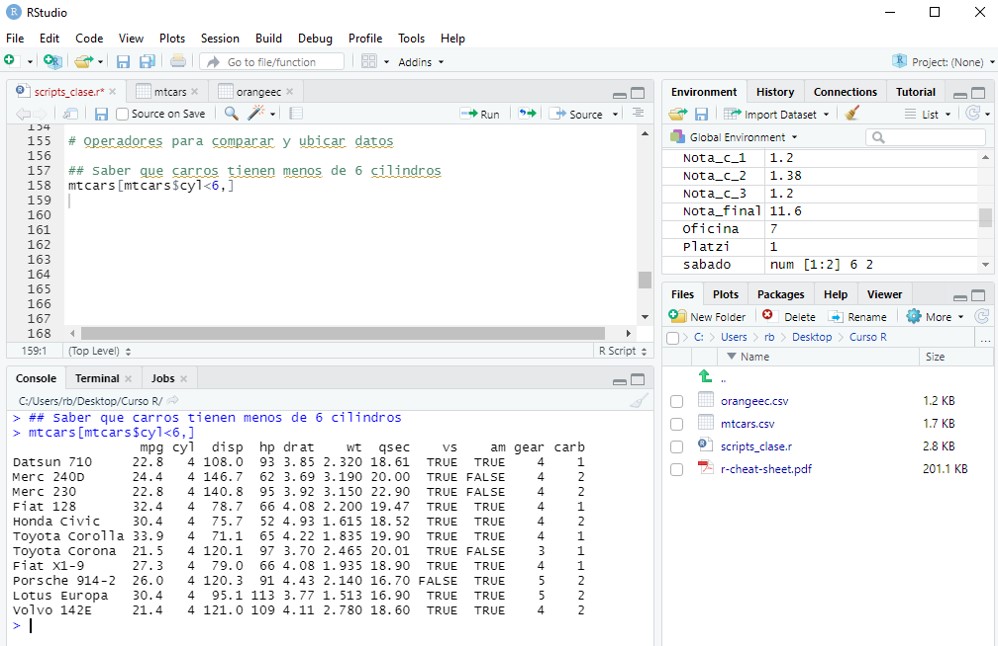 RStudio
File Edit Code View Plots Session Build Debug Profile Tools Help
Go to file/function Addins Project: (None)
scripts_clase.r* mtcars orangeec
Source on Save Run Source
154
155 # Operadores para comparar y ubicar datos
156
157 ## Saber que carros tienen menos de 6 cilindros
158 mtcars[mtcars$cyl<6,]
159
160
161
162
163
164
165
166
167
168
159:1 (Top Level) R Script
Console Terminal Jobs
C:/Users/rb/Desktop/Curso R/
> ## Saber que carros tienen menos de 6 cilindros
> mtcars[mtcars$cyl<6,]
mpg cyl disp hp drat wt qsec vs am gear carb
Datsun 710 22.8 4 108.0 93 3.85 2.320 18.61 TRUE TRUE 4 1
Merc 240D 24.4 4 146.7 62 3.69 3.190 20.00 TRUE FALSE 4 2
Merc 230 22.8 4 140.8 95 3.92 3.150 22.90 TRUE FALSE 4 2
Fiat 128 32.4 4 78.7 66 4.08 2.200 19.47 TRUE TRUE 4 1
Honda Civic 30.4 4 75.7 52 4.93 1.615 18.52 TRUE TRUE 4 2
Toyota Corolla 33.9 4 71.1 65 4.22 1.835 19.90 TRUE TRUE 4 1
Toyota Corona 21.5 4 120.1 97 3.70 2.465 20.01 TRUE FALSE 3 1
Fiat X1-9 27.3 4 79.0 66 4.08 1.935 18.90 TRUE TRUE 4 1
Porsche 914-2 26.0 4 120.3 91 4.43 2.140 16.70 FALSE TRUE 5 2
Lotus Europa 30.4 4 95.1 113 3.77 1.513 16.90 TRUE TRUE 5 2
Volvo 142E 21.4 4 121.0 109 4.11 2.780 18.60 TRUE TRUE 4 2
>
Environment History Connections Tutorial
Import Dataset List
Global Environment
Nota_c_1 1.2
Nota_c_2 1.38
Nota_c_3 1.2
Nota_final 11.6
Oficina 7
Platzi 1
sabado num [1:2] 6 2
Files Plots Packages Help Viewer
New Folder Delete Rename More
C: Users rb Desktop Curso R ...
Name Size
..
orangeec.csv 1.2 KB
mtcars.csv 1.7 KB
scripts_clase.r 2.8 KB
r-cheat-sheet.pdf 201.1 KB